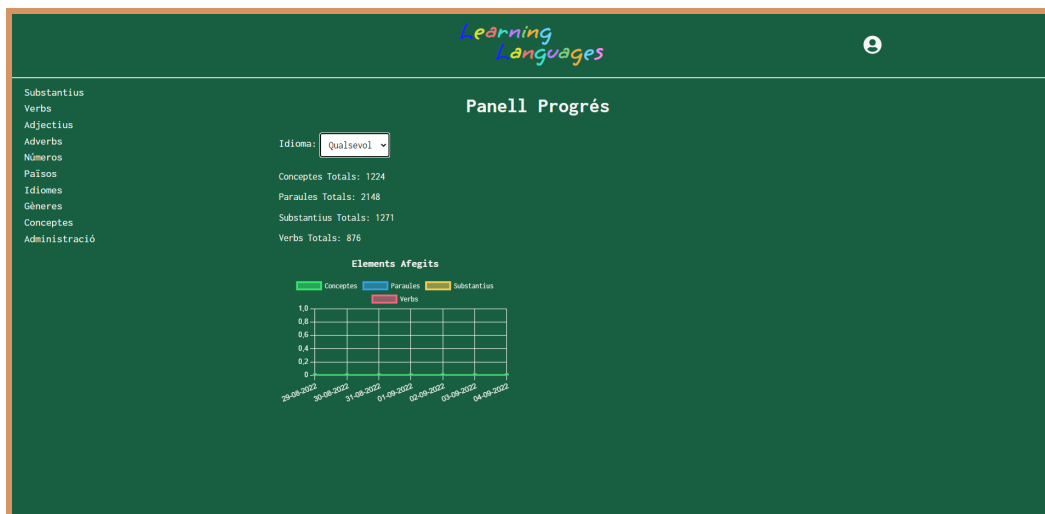 Learning
Languages
Substantius
Verbs
Adjectius
Adverbs
Números
Països
Idiomes
Gèneres
Conceptes
Administració
Panell Progrés
Idioma: Qualsevol
Conceptes Totals: 1224
Paraules Totals: 2148
Substantius Totals: 1271
Verbs Totals: 876
Elements Afegits
Conceptes Paraules Substantius
Verbs
1,0
0,8
0,6
0,4
0,2
0
29-08-2022 30-08-2022 31-08-2022 01-09-2022 02-09-2022 03-09-2022 04-09-2022